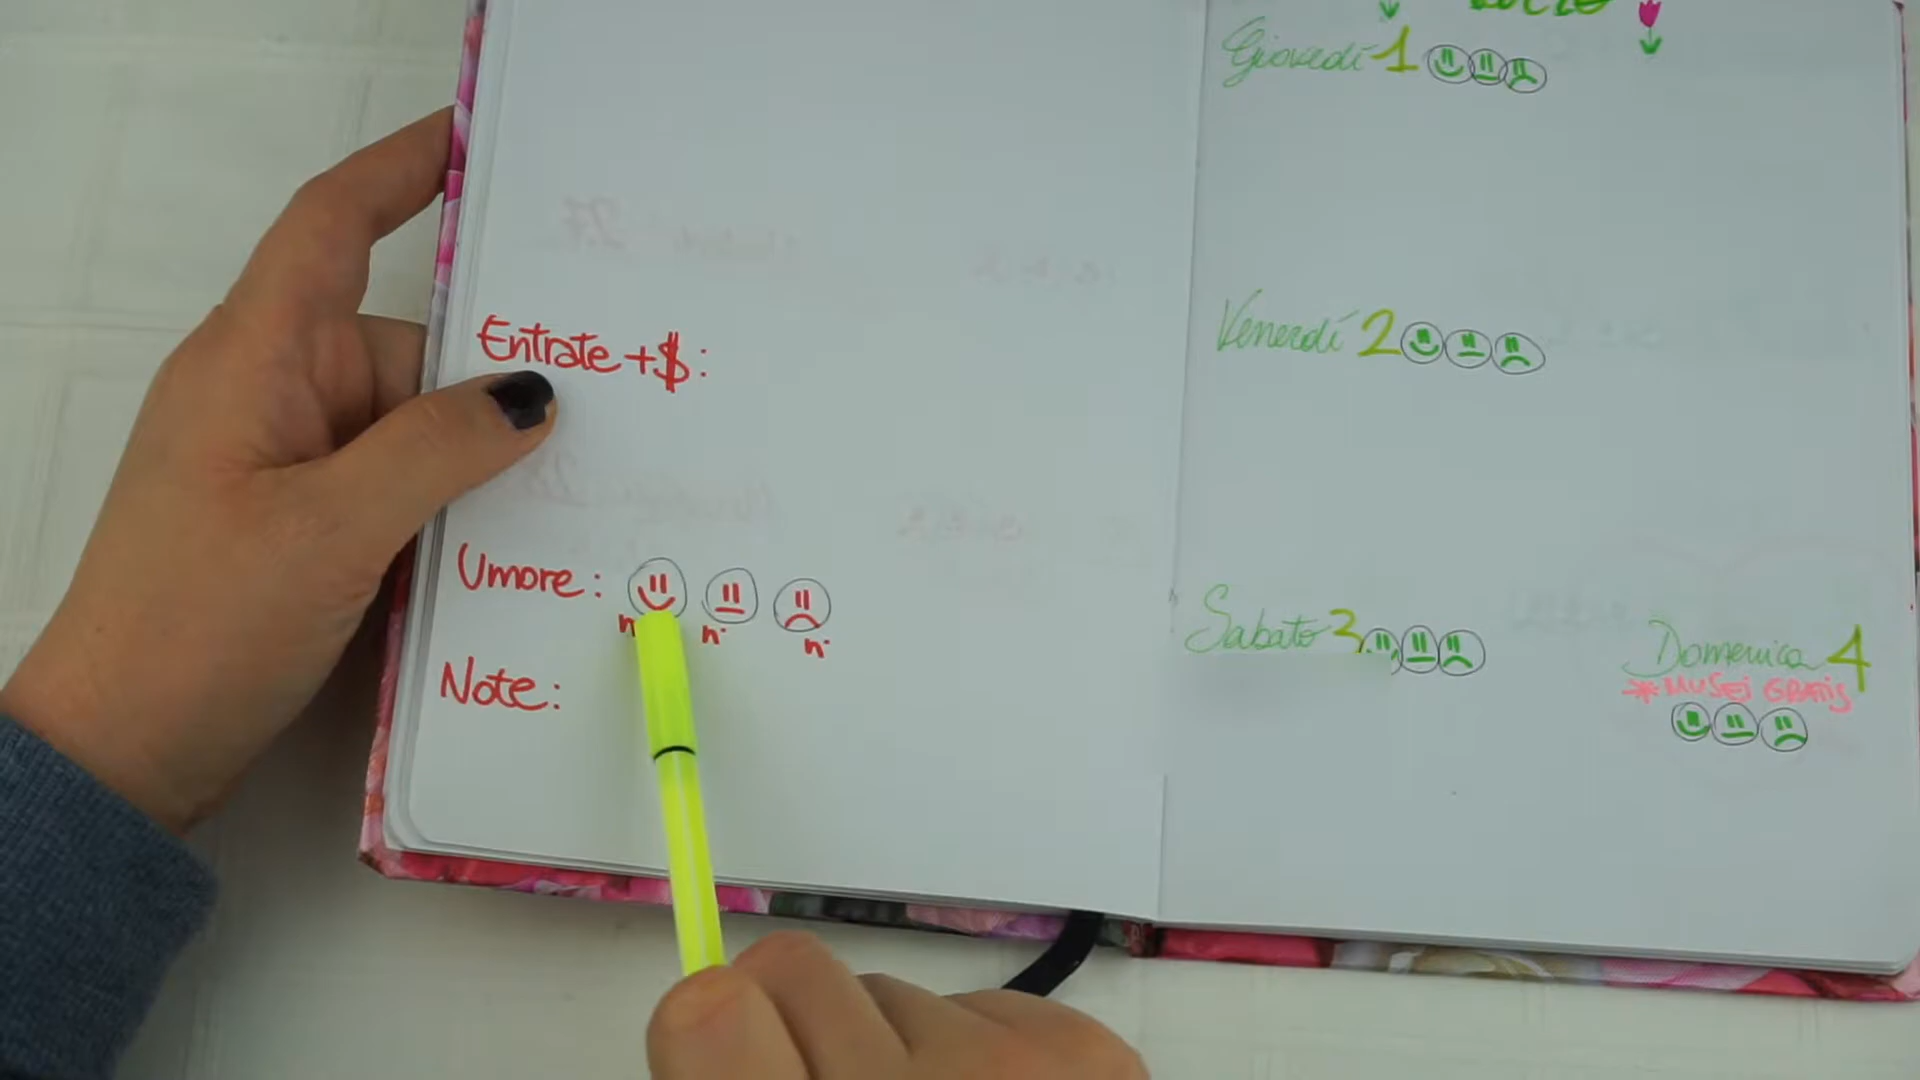 Entrate +$:
Umore:
n° n° n°
Note:
Giovedì 1
Venerdì 2
Sabato 3
Domenica 4
* MUSEI GRATIS